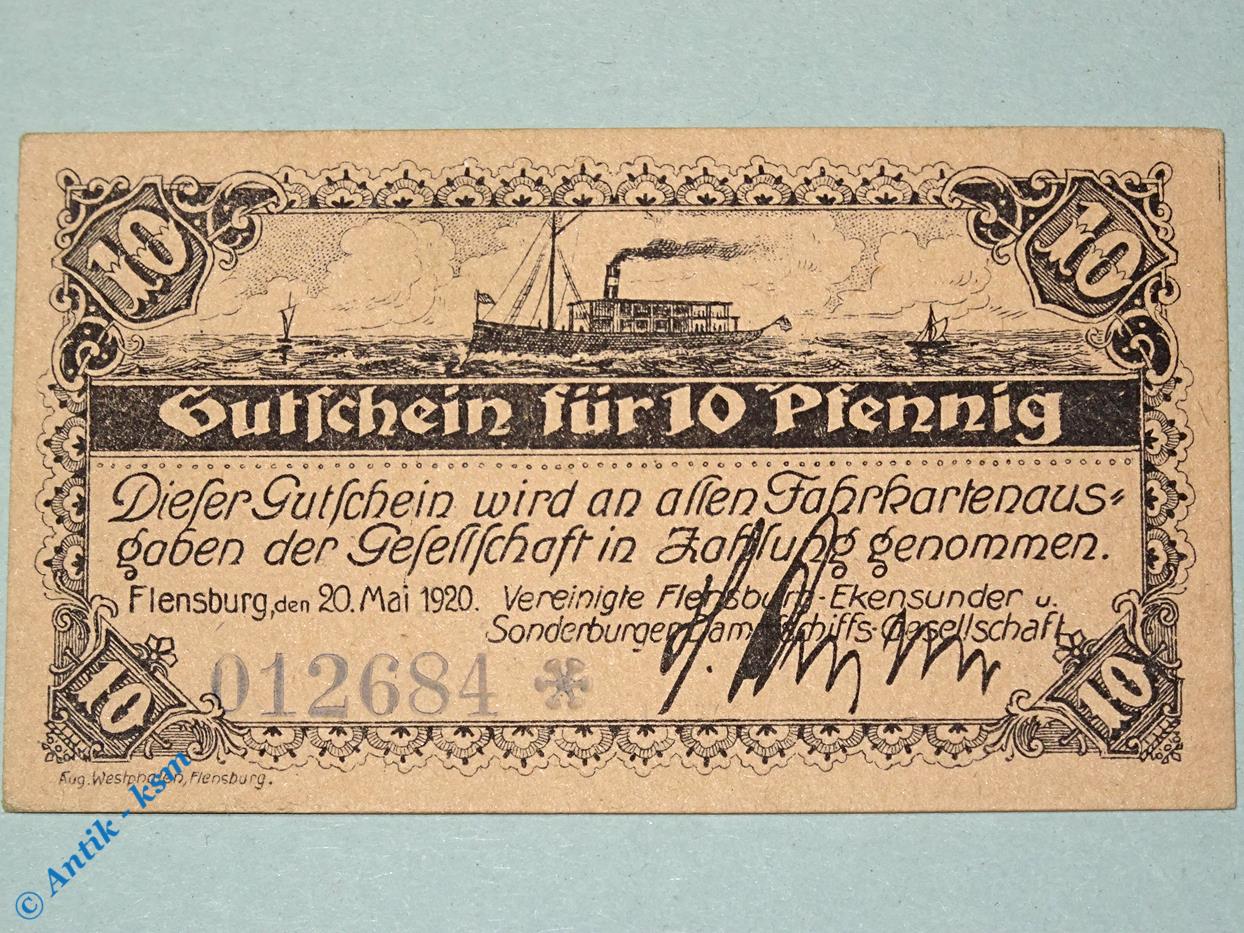 10 10
Gutſchein für 10 Pfennig
Dieſer Gutſchein wird an allen Fahrkartenaus⸗
gaben der Geſellſchaft in Zahlung genommen.
Flensburg, den 20. Mai 1920. Vereinigte Flensburg-Ekensunder u.
Sonderburger Dampfschiffs-Gesellschaft
012684 *
10 10
Aug. Westphalen, Flensburg.
© Antik - ksm